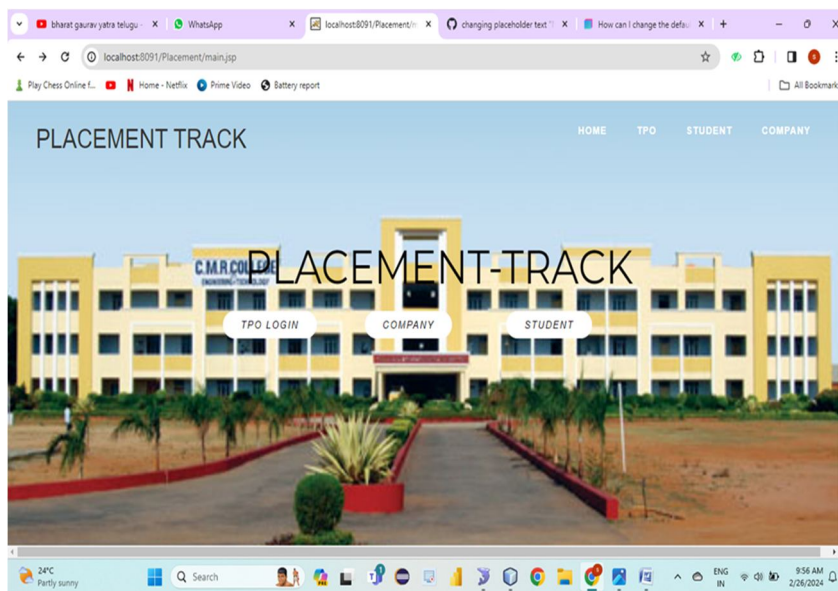 bharat gaurav yatra telugu -
WhatsApp
localhost:8091/Placement/m
changing placeholder text "
How can I change the defau
localhost:8091/Placement/main.jsp
Play Chess Online f...
Home - Netflix
Prime Video
Battery report
All Bookmark
PLACEMENT TRACK
HOME
TPO
STUDENT
COMPANY
C.M.R COLLEGE
PLACEMENT-TRACK
TPO LOGIN
COMPANY
STUDENT
24°C
Partly sunny
Search
ENG
IN
9:56 AM
2/26/2024